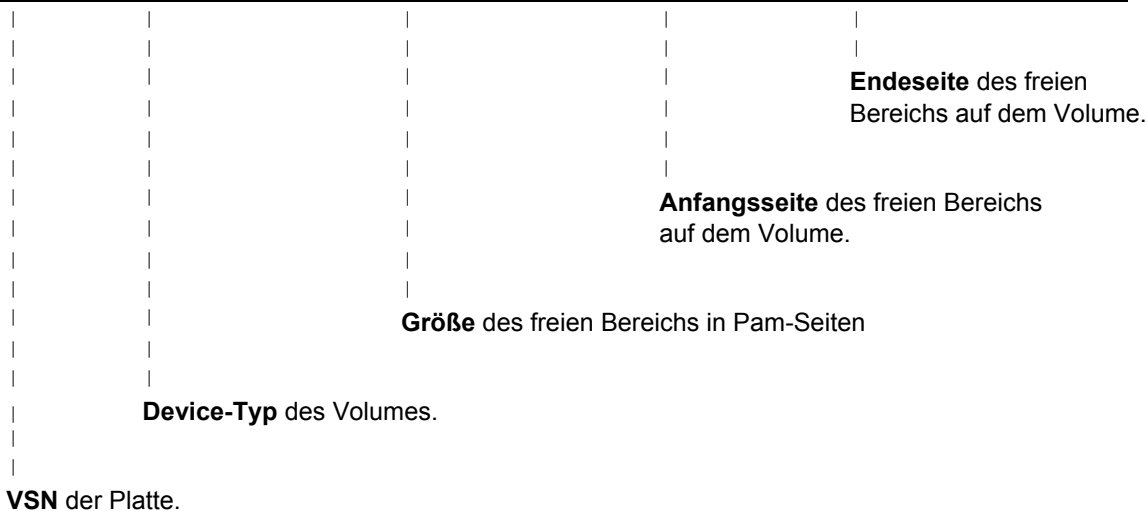 Endeseite des freien
Bereichs auf dem Volume.
Anfangsseite des freien Bereichs
auf dem Volume.
Größe des freien Bereichs in Pam-Seiten
Device-Typ des Volumes.
VSN der Platte.